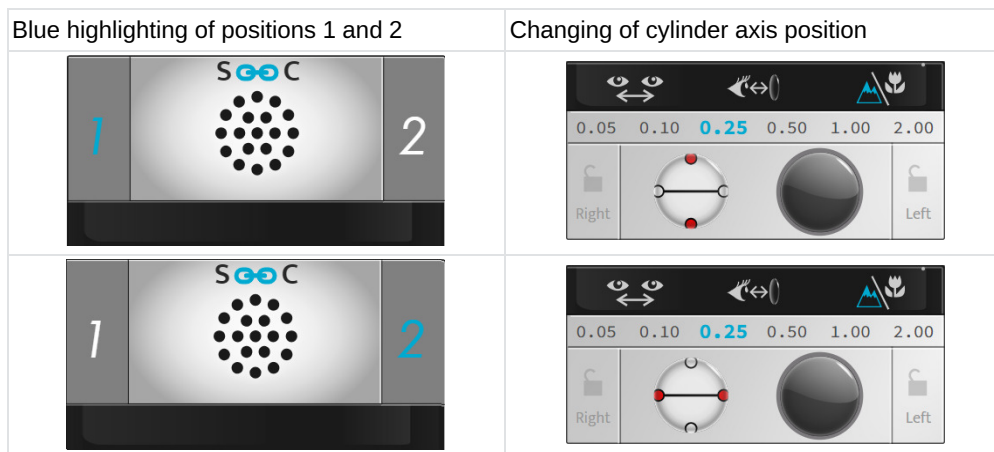 Blue highlighting of positions 1 and 2
Changing of cylinder axis position
S C
1
2
0.05 0.10 0.25 0.50 1.00 2.00
Right
Left
S C
1
2
0.05 0.10 0.25 0.50 1.00 2.00
Right
Left